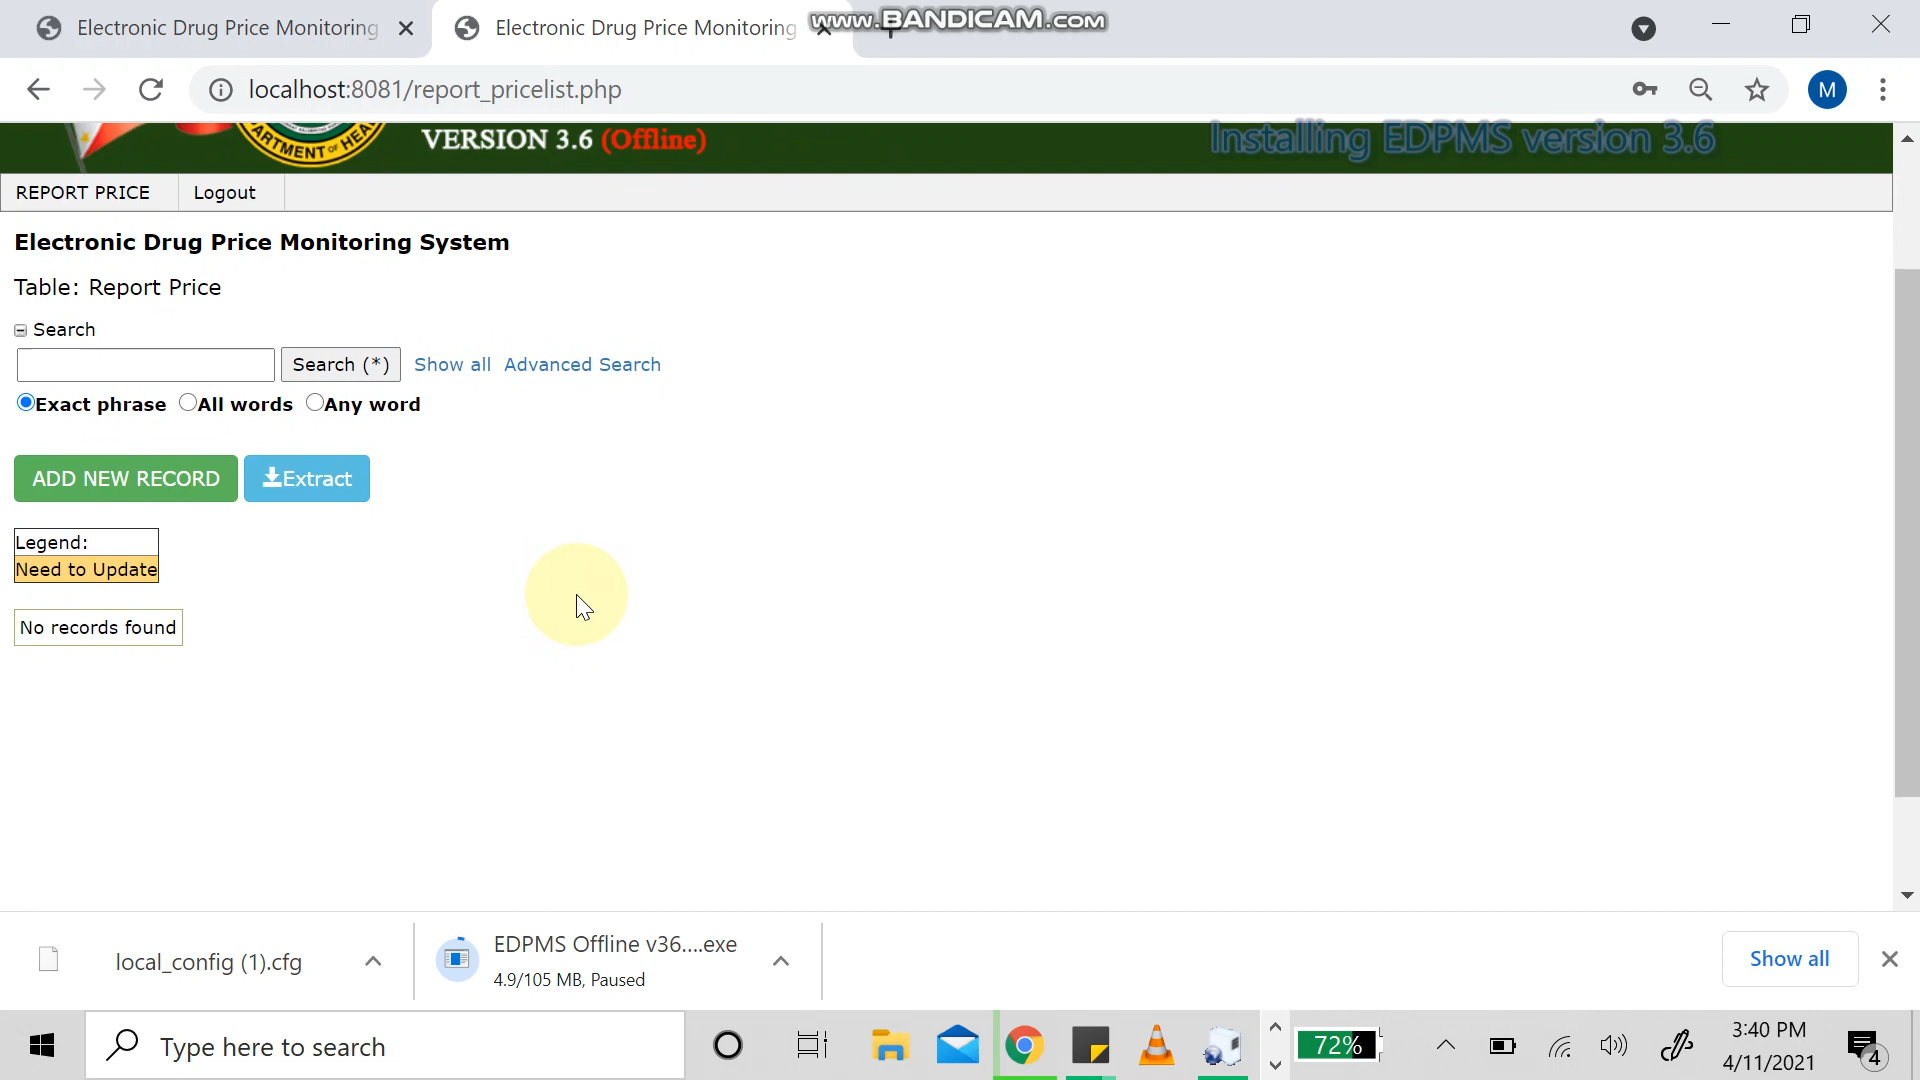 Electronic Drug Price Monitoring
Electronic Drug Price Monitoring
www.BANDICAM.com
localhost:8081/report_pricelist.php
M
ARTMENT OF HEA
VERSION 3.6 (Offline)
Installing EDPMS version 3.6
REPORT PRICE
Logout
Electronic Drug Price Monitoring System
Table: Report Price
Search
Search (*)
Show all
Advanced Search
Exact phrase
All words
Any word
ADD NEW RECORD
Extract
Legend:
Need to Update
No records found
local_config (1).cfg
EDPMS Offline v36....exe
4.9/105 MB, Paused
Show all
Type here to search
72%
3:40 PM
4/11/2021
4